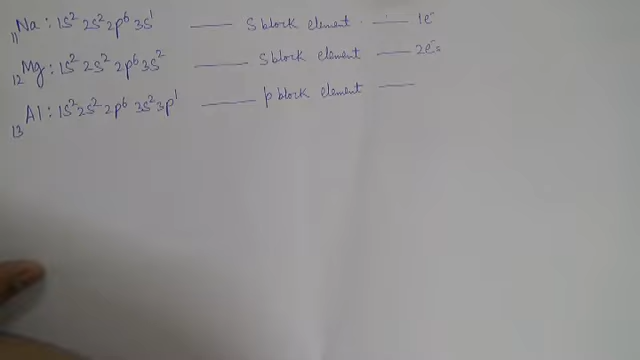 ₁₁Na : 1s² 2s² 2p⁶ 3s¹ —— S block element —— 1e⁻
₁₂Mg : 1s² 2s² 2p⁶ 3s² —— S block element —— 2e⁻s
₁₃Al : 1s² 2s² 2p⁶ 3s² 3p¹ —— p block element ——